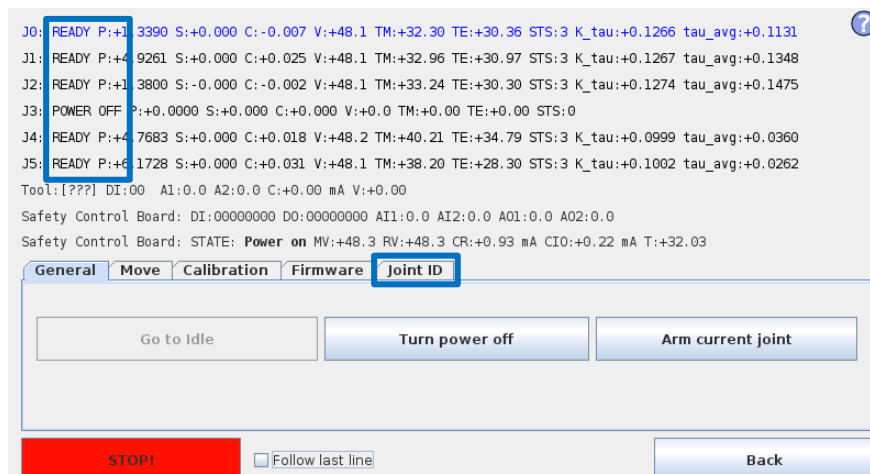 J0: READY P:+1.3390 S:+0.000 C:-0.007 V:+48.1 TM:+32.30 TE:+30.36 STS:3 K_tau:+0.1266 tau_avg:+0.1131
J1: READY P:+4.9261 S:+0.000 C:+0.025 V:+48.1 TM:+32.96 TE:+30.97 STS:3 K_tau:+0.1267 tau_avg:+0.1348
J2: READY P:+1.3800 S:-0.000 C:-0.002 V:+48.1 TM:+33.24 TE:+30.30 STS:3 K_tau:+0.1274 tau_avg:+0.1475
J3: POWER OFF P:+0.0000 S:+0.000 C:+0.000 V:+0.0 TM:+0.00 TE:+0.00 STS:0
J4: READY P:+4.7683 S:+0.000 C:+0.018 V:+48.2 TM:+40.21 TE:+34.79 STS:3 K_tau:+0.0999 tau_avg:+0.0360
J5: READY P:+6.1728 S:+0.000 C:+0.031 V:+48.1 TM:+38.20 TE:+28.30 STS:3 K_tau:+0.1002 tau_avg:+0.0262
Tool:[???] DI:00 A1:0.0 A2:0.0 C:+0.00 mA V:+0.00
Safety Control Board: DI:00000000 DO:00000000 AI1:0.0 AI2:0.0 AO1:0.0 AO2:0.0
Safety Control Board: STATE: Power on MV:+48.3 RV:+48.3 CR:+0.93 mA CIO:+0.22 mA T:+32.03
General Move Calibration Firmware Joint ID
Go to Idle Turn power off Arm current joint
STOP! Follow last line Back
?